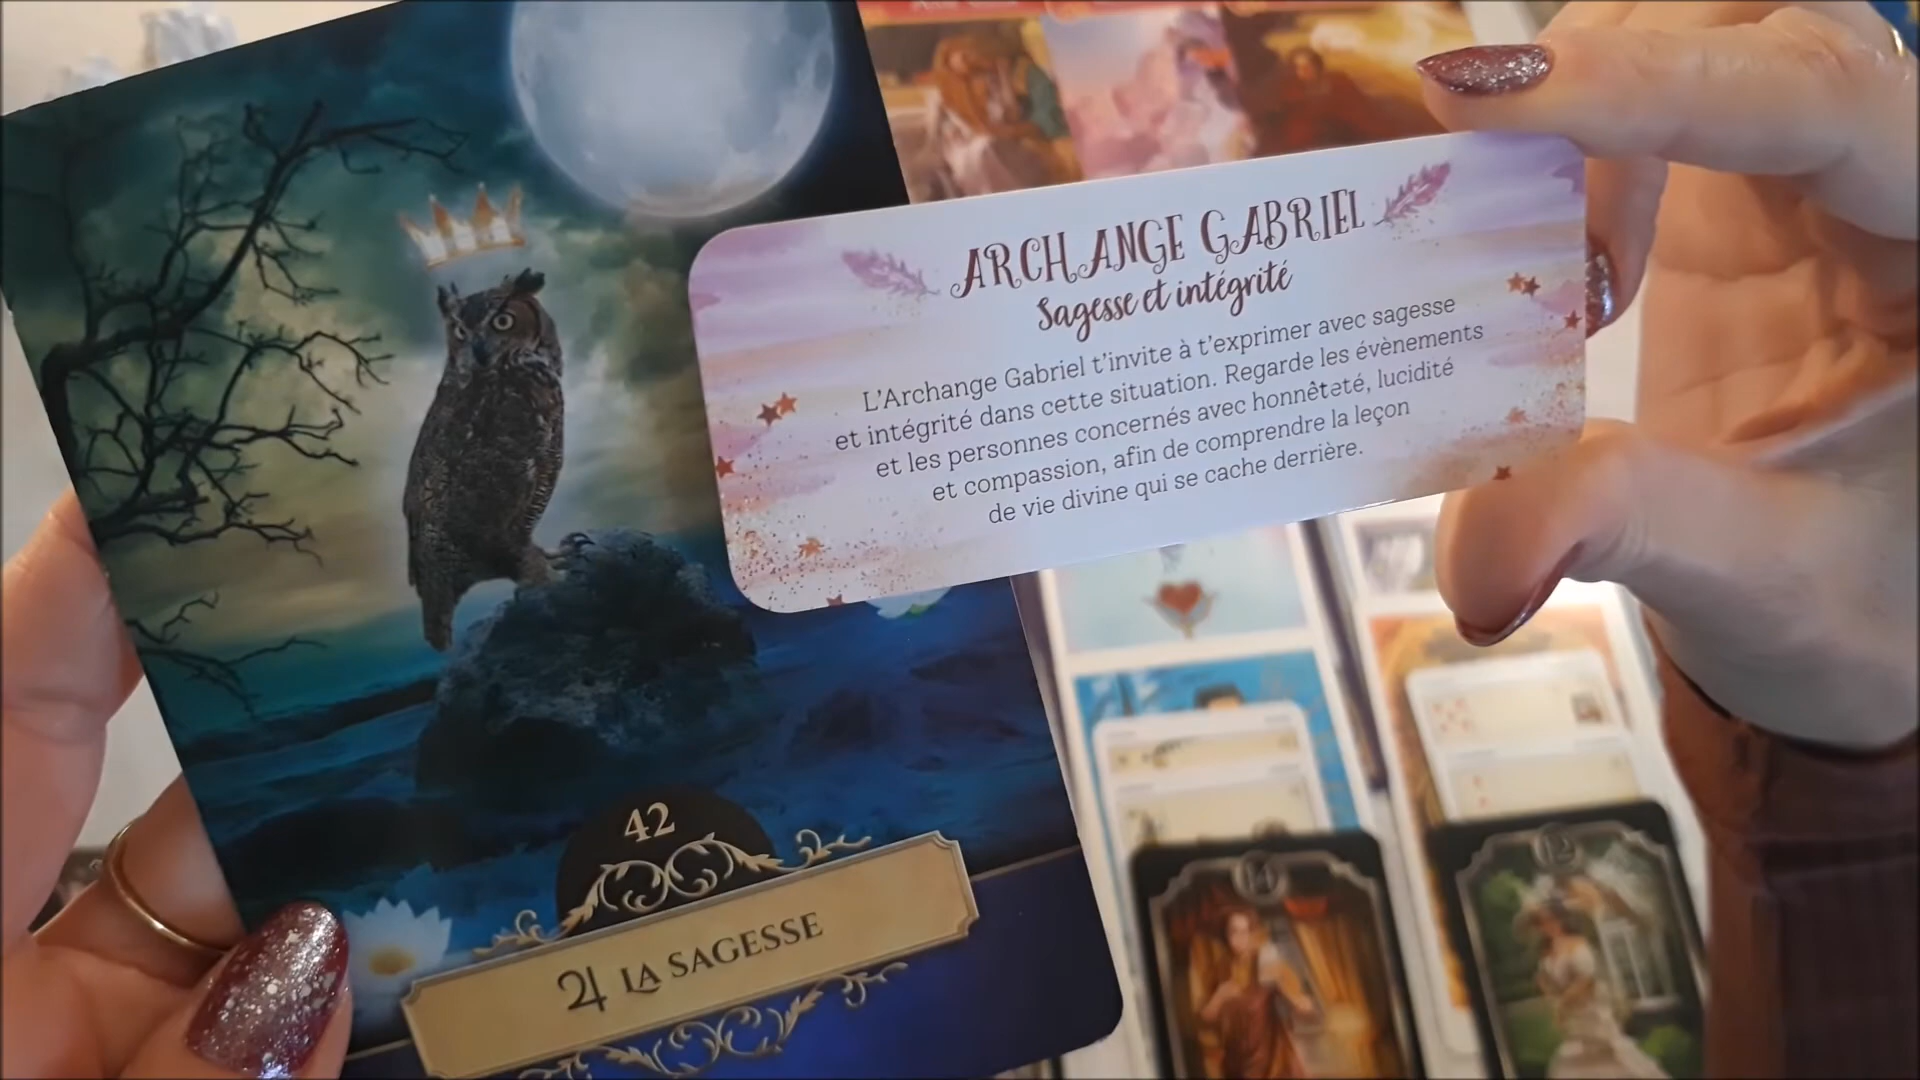 ARCHANGE GABRIEL
Sagesse et intégrité
L'Archange Gabriel t'invite à t'exprimer avec sagesse
et intégrité dans cette situation. Regarde les évènements
et les personnes concernés avec honnêteté, lucidité
et compassion, afin de comprendre la leçon
de vie divine qui se cache derrière.
42
♃ LA SAGESSE
14
12